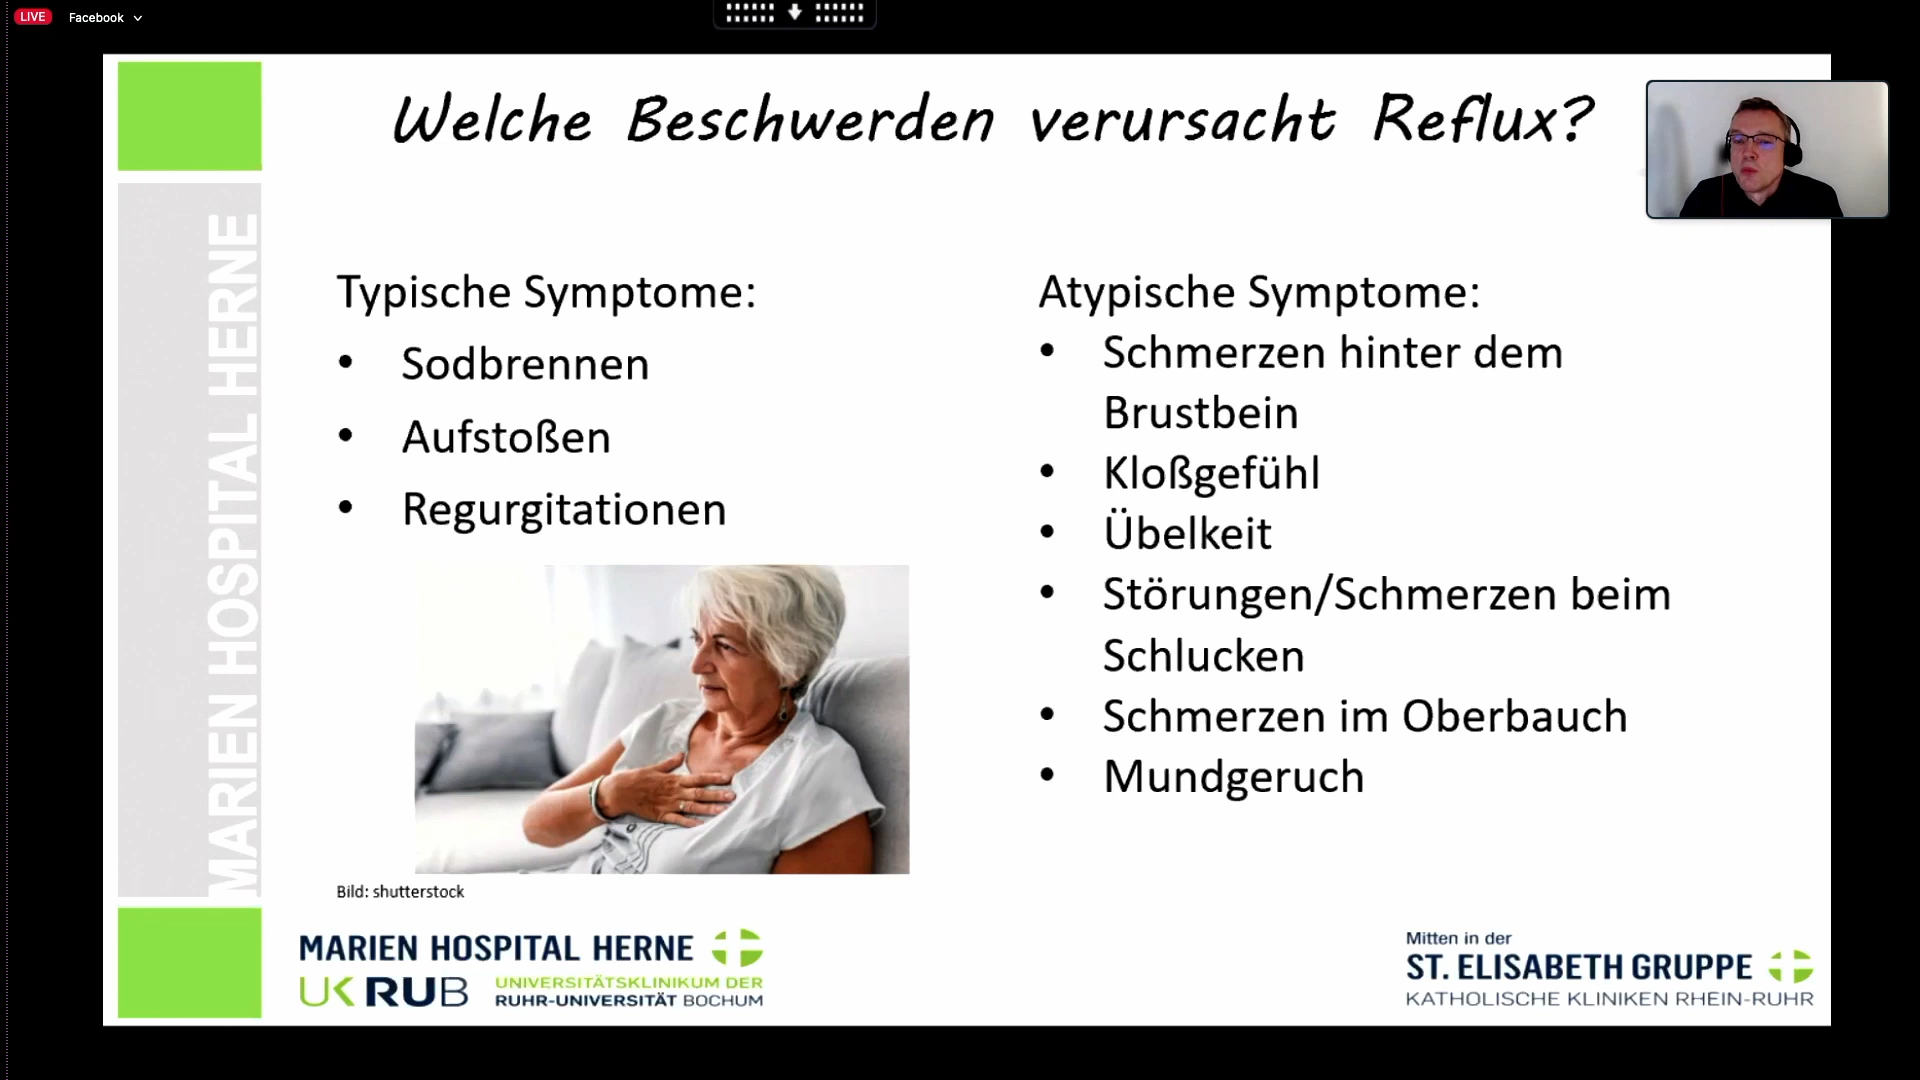 LIVE Facebook
Welche Beschwerden verursacht Reflux?
MARIEN HOSPITAL HERNE
Typische Symptome:
• Sodbrennen
• Aufstoßen
• Regurgitationen
Atypische Symptome:
• Schmerzen hinter dem
Brustbein
• Kloßgefühl
• Übelkeit
• Störungen/Schmerzen beim
Schlucken
• Schmerzen im Oberbauch
• Mundgeruch
Bild: shutterstock
MARIEN HOSPITAL HERNE
UK RUB
UNIVERSITÄTSKLINIKUM DER
RUHR-UNIVERSITÄT BOCHUM
Mitten in der
ST. ELISABETH GRUPPE
KATHOLISCHE KLINIKEN RHEIN-RUHR